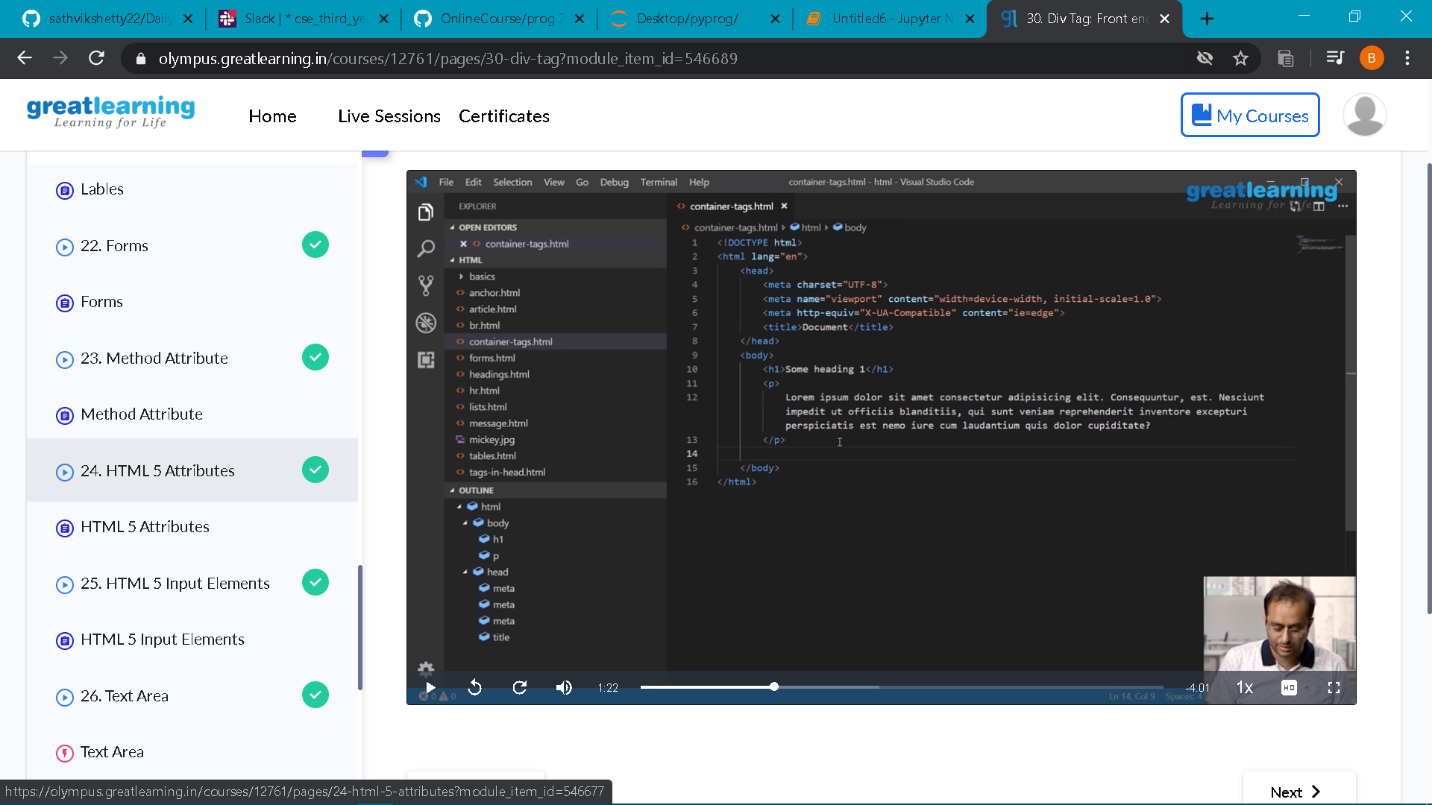 sathvikshetty22/Daily
Slack | * cse_third_ye
OnlineCourse/prog 2
Desktop/pyprog/
Untitled6 - Jupyter N
30. Div Tag: Front end
olympus.greatlearning.in/courses/12761/pages/30-div-tag?module_item_id=546689
B
greatlearning
Learning for Life
Home
Live Sessions
Certificates
My Courses
Lables
22. Forms
Forms
23. Method Attribute
Method Attribute
24. HTML 5 Attributes
HTML 5 Attributes
25. HTML 5 Input Elements
HTML 5 Input Elements
26. Text Area
Text Area
File Edit Selection View Go Debug Terminal Help
container-tags.html - html - Visual Studio Code
greatlearning
Learning for Life
EXPLORER
OPEN EDITORS
container-tags.html
HTML
basics
anchor.html
article.html
br.html
container-tags.html
forms.html
headings.html
hr.html
lists.html
message.html
mickey.jpg
tables.html
tags-in-head.html
OUTLINE
html
body
h1
p
head
meta
meta
meta
title
container-tags.html
container-tags.html html body
1 <!DOCTYPE html>
2 <html lang="en">
3 <head>
4 <meta charset="UTF-8">
5 <meta name="viewport" content="width=device-width, initial-scale=1.0">
6 <meta http-equiv="X-UA-Compatible" content="ie=edge">
7 <title>Document</title>
8 </head>
9 <body>
10 <h1>Some heading 1</h1>
11 <p>
12 Lorem ipsum dolor sit amet consectetur adipisicing elit. Consequuntur, est. Nesciunt
impedit ut officiis blanditiis, qui sunt veniam reprehenderit inventore excepturi
perspiciatis est nemo iure cum laudantium quis dolor cupiditate?
13 </p>
14
15 </body>
16 </html>
1:22
-4:01
1x
HD
0 0
Ln 14, Col 9 Spaces: 4
https://olympus.greatlearning.in/courses/12761/pages/24-html-5-attributes?module_item_id=546677
Next